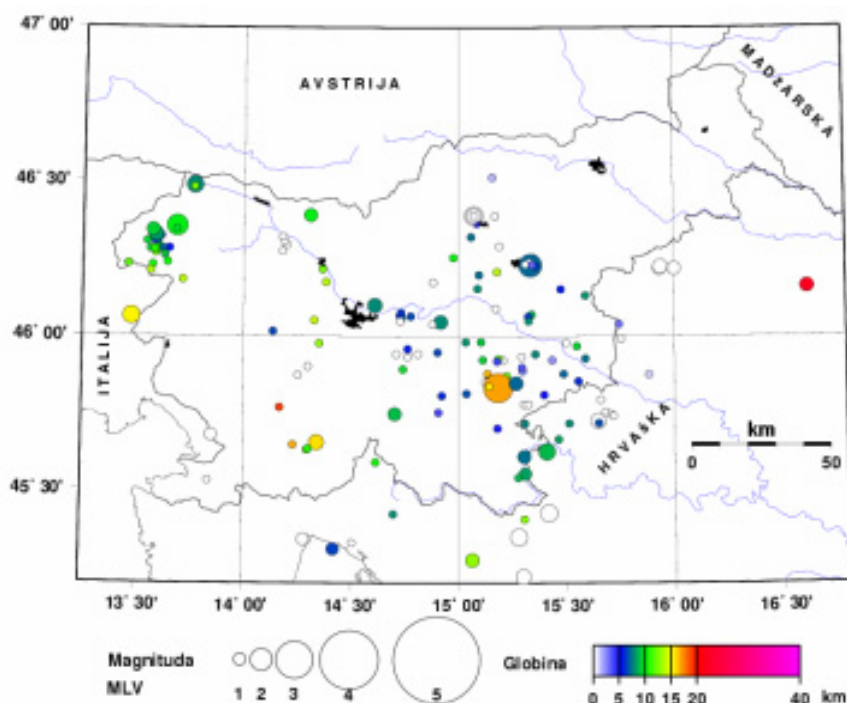 47° 00'
AVSTRIJA
MADžARSKA
46° 30'
46° 00'
ITALIJA
HRVAšKA
km
0 50
45° 30'
13° 30' 14° 00' 14° 30' 15° 00' 15° 30' 16° 00' 16° 30'
Magnituda
MLV
1 2 3 4 5
Globina
0 5 10 15 20 40 km